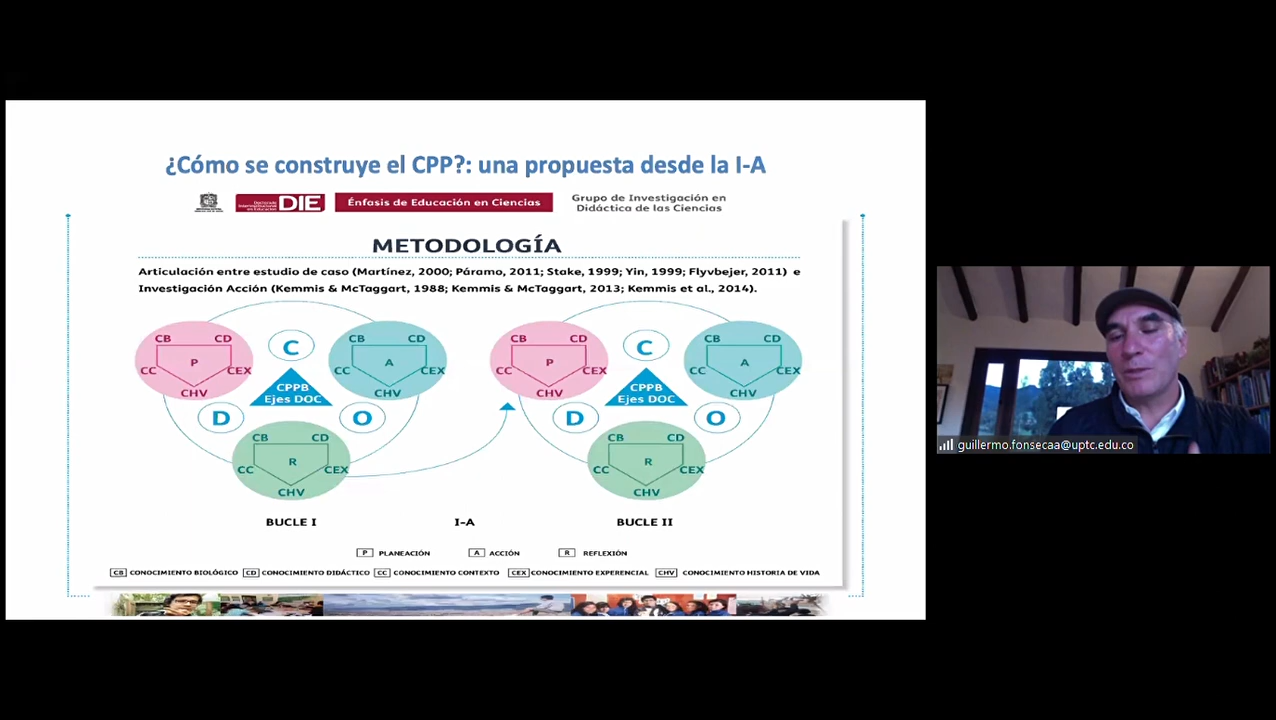 ¿Cómo se construye el CPP?: una propuesta desde la I-A
DIE
Énfasis de Educación en Ciencias
Grupo de Investigación en
Didáctica de las Ciencias
METODOLOGÍA
Articulación entre estudio de caso (Martínez, 2000; Páramo, 2011; Stake, 1999; Yin, 1999; Flyvbejer, 2011) e
Investigación Acción (Kemmis & McTaggart, 1988; Kemmis & McTaggart, 2013; Kemmis et al., 2014).
CB CD
P
CC CEX
CHV
C
CB CD
A
CC CEX
CHV
CPPB
Ejes DOC
D O
CB CD
R
CC CEX
CHV
BUCLE I
I-A
CB CD
P
CC CEX
CHV
C
CB CD
A
CC CEX
CHV
CPPB
Ejes DOC
D O
CB CD
R
CC CEX
CHV
BUCLE II
P PLANEACIÓN A ACCIÓN R REFLEXIÓN
CB CONOCIMIENTO BIOLÓGICO CD CONOCIMIENTO DIDÁCTICO CC CONOCIMIENTO CONTEXTO CEX CONOCIMIENTO EXPERENCIAL CHV CONOCIMIENTO HISTORIA DE VIDA
guillermo.fonsecaa@uptc.edu.co